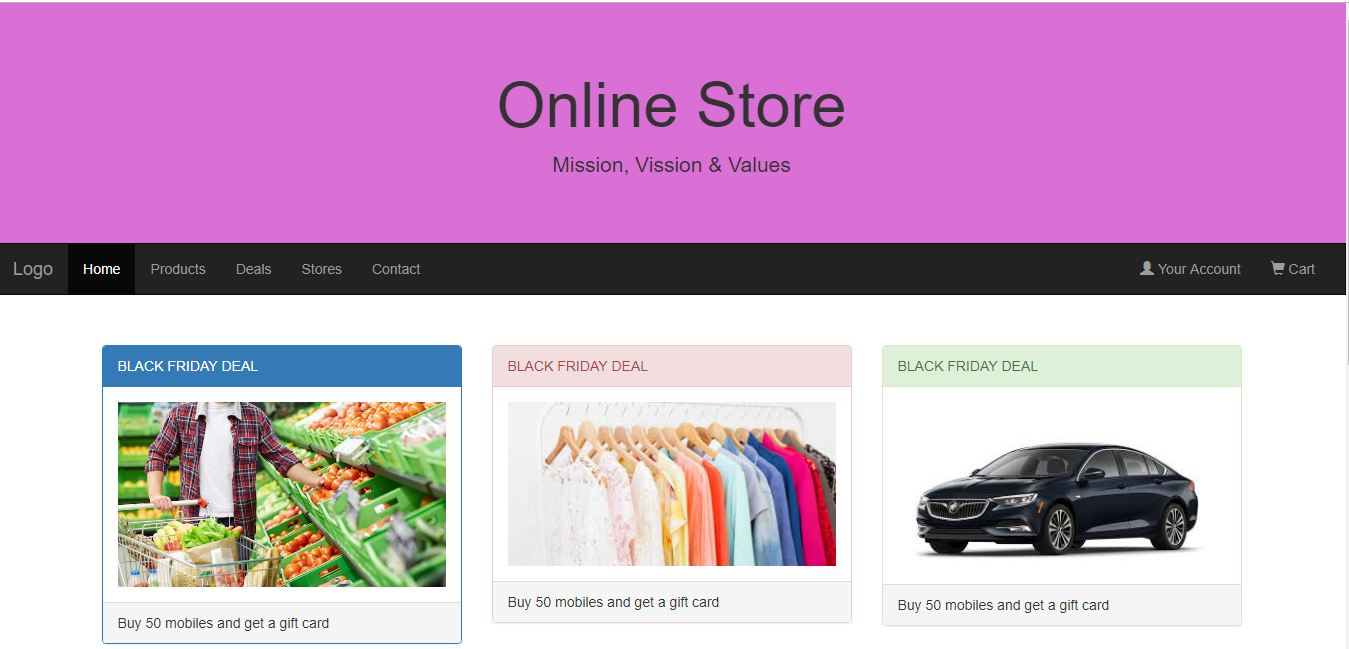 Online Store
Mission, Vission & Values
Logo Home Products Deals Stores Contact Your Account Cart
BLACK FRIDAY DEAL BLACK FRIDAY DEAL BLACK FRIDAY DEAL
Buy 50 mobiles and get a gift card Buy 50 mobiles and get a gift card Buy 50 mobiles and get a gift card